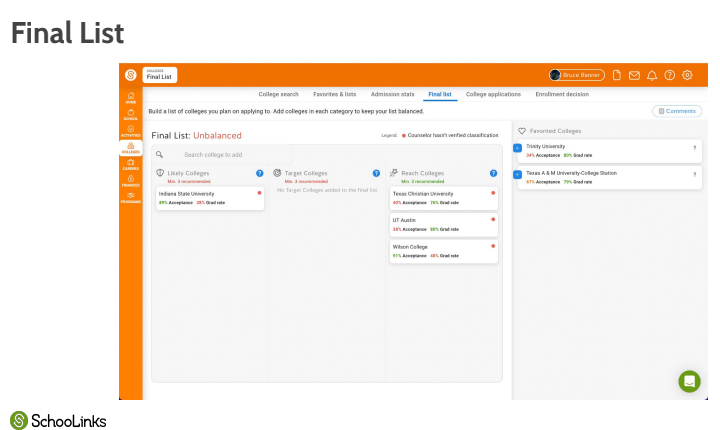 Final List
COLLEGES
Final List
Bruce Banner
HOME
SCHOOL
ACTIVITIES
COLLEGES
CAREERS
FINANCES
PROGRAMS
College search Favorites & lists Admission stats Final list College applications Enrollment decision
Build a list of colleges you plan on applying to. Add colleges in each category to keep your list balanced.
Comments
Final List: Unbalanced
Legend: Counselor hasn't verified classification
Search college to add
Likely Colleges ?
Min. 3 recommended
Indiana State University
89% Acceptance 38% Grad rate
Target Colleges ?
Min. 3 recommended
No Target Colleges added to the final list
Reach Colleges ?
Min. 3 recommended
Texas Christian University
40% Acceptance 76% Grad rate
UT Austin
38% Acceptance 80% Grad rate
Wilson College
91% Acceptance 48% Grad rate
Favorited Colleges
Trinity University ?
34% Acceptance 80% Grad rate
Texas A & M University-College Station ?
57% Acceptance 79% Grad rate
SchooLinks